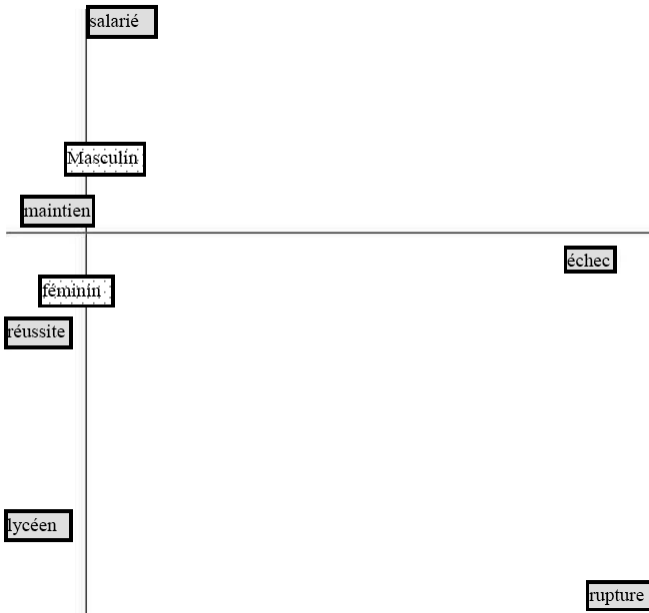 salarié
Masculin
maintien
échec
féminin
réussite
lycéen
rupture